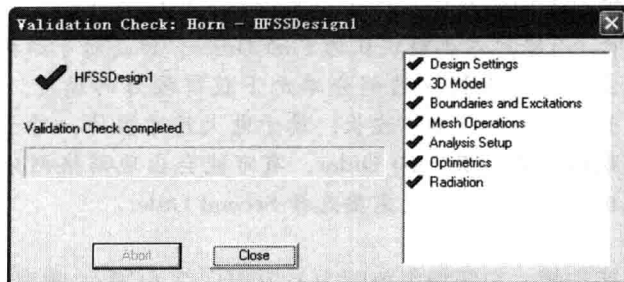 Validation Check: Horn - HFSSDesign1
HFSSDesign1
Validation Check completed.
Abort
Close
Design Settings
3D Model
Boundaries and Excitations
Mesh Operations
Analysis Setup
Optimetrics
Radiation